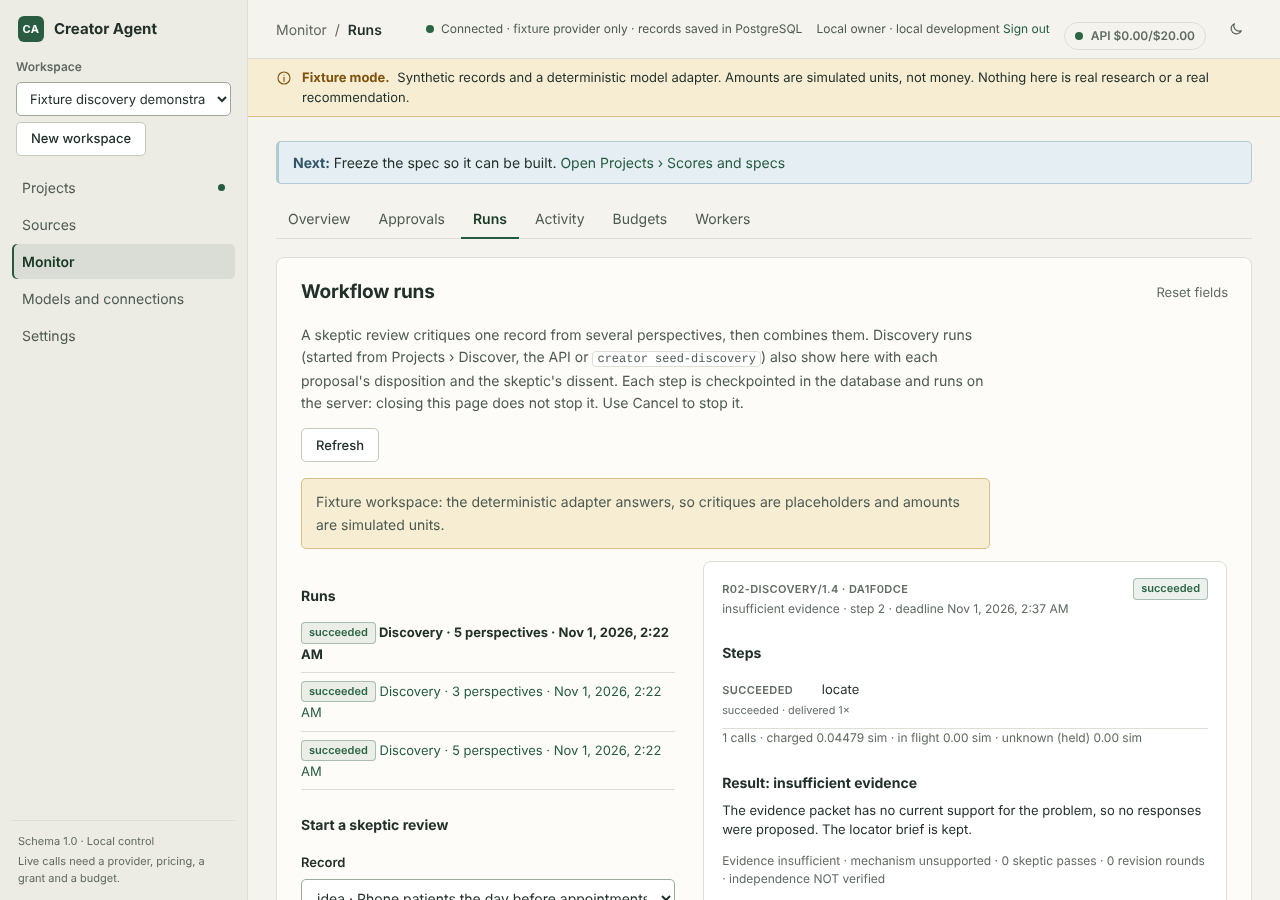 CA Creator Agent
Workspace
Fixture discovery demonstra
New workspace
Projects
Sources
Monitor
Models and connections
Settings
Schema 1.0 · Local control
Live calls need a provider, pricing, a
grant and a budget.
Monitor / Runs
Connected · fixture provider only · records saved in PostgreSQL
Local owner · local development Sign out
API $0.00/$20.00
Fixture mode. Synthetic records and a deterministic model adapter. Amounts are simulated units, not money. Nothing here is real research or a real
recommendation.
Next: Freeze the spec so it can be built. Open Projects › Scores and specs
Overview Approvals Runs Activity Budgets Workers
Workflow runs
Reset fields
A skeptic review critiques one record from several perspectives, then combines them. Discovery runs
(started from Projects › Discover, the API or creator seed-discovery) also show here with each
proposal's disposition and the skeptic's dissent. Each step is checkpointed in the database and runs on
the server: closing this page does not stop it. Use Cancel to stop it.
Refresh
Fixture workspace: the deterministic adapter answers, so critiques are placeholders and amounts
are simulated units.
Runs
succeeded Discovery · 5 perspectives · Nov 1, 2026, 2:22
AM
succeeded Discovery · 3 perspectives · Nov 1, 2026, 2:22
AM
succeeded Discovery · 5 perspectives · Nov 1, 2026, 2:22
AM
Start a skeptic review
Record
idea · Phone patients the day before appointments
R02-DISCOVERY/1.4 · DA1F0DCE
succeeded
insufficient evidence · step 2 · deadline Nov 1, 2026, 2:37 AM
Steps
SUCCEEDED locate
succeeded · delivered 1×
1 calls · charged 0.04479 sim · in flight 0.00 sim · unknown (held) 0.00 sim
Result: insufficient evidence
The evidence packet has no current support for the problem, so no responses
were proposed. The locator brief is kept.
Evidence insufficient · mechanism unsupported · 0 skeptic passes · 0 revision rounds
· independence NOT verified